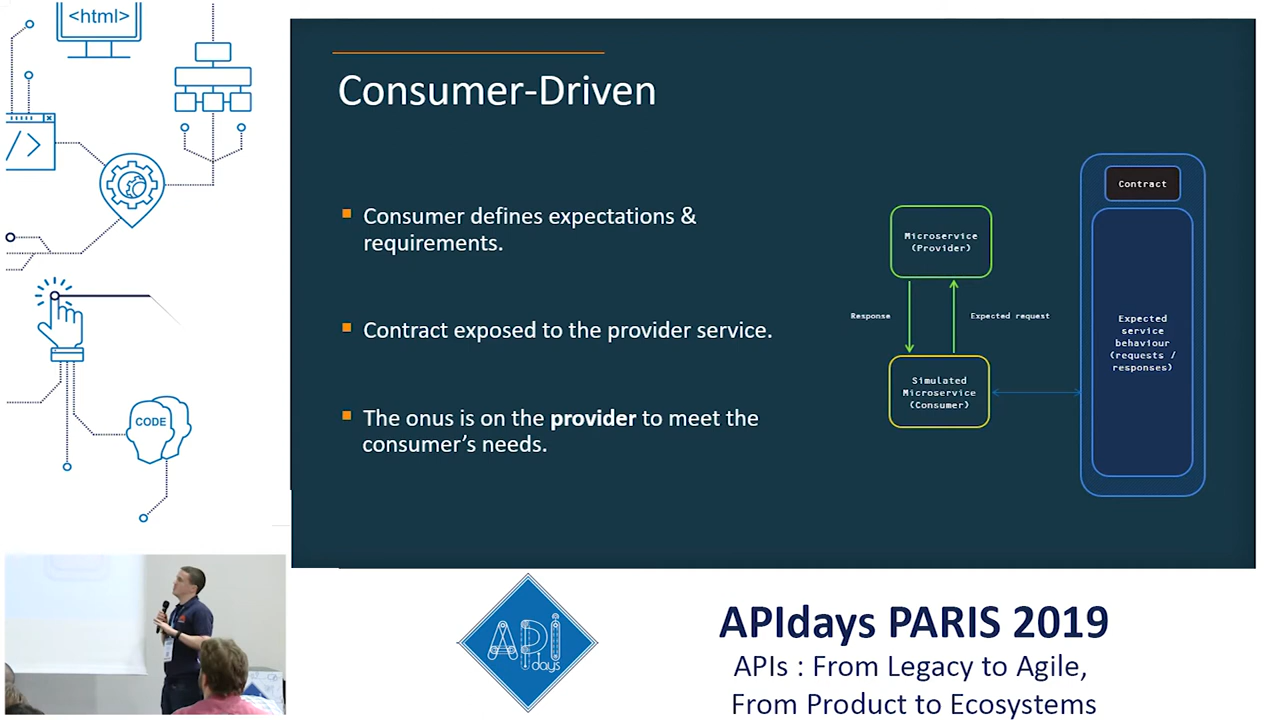 <html>
</>
CODE
Consumer-Driven
Consumer defines expectations &
requirements.
Contract exposed to the provider service.
The onus is on the provider to meet the
consumer's needs.
Contract
Microservice
(Provider)
Response
Expected request
Simulated
Microservice
(Consumer)
Expected
service
behaviour
(requests /
responses)
API
days
APIdays PARIS 2019
APIs : From Legacy to Agile,
From Product to Ecosystems